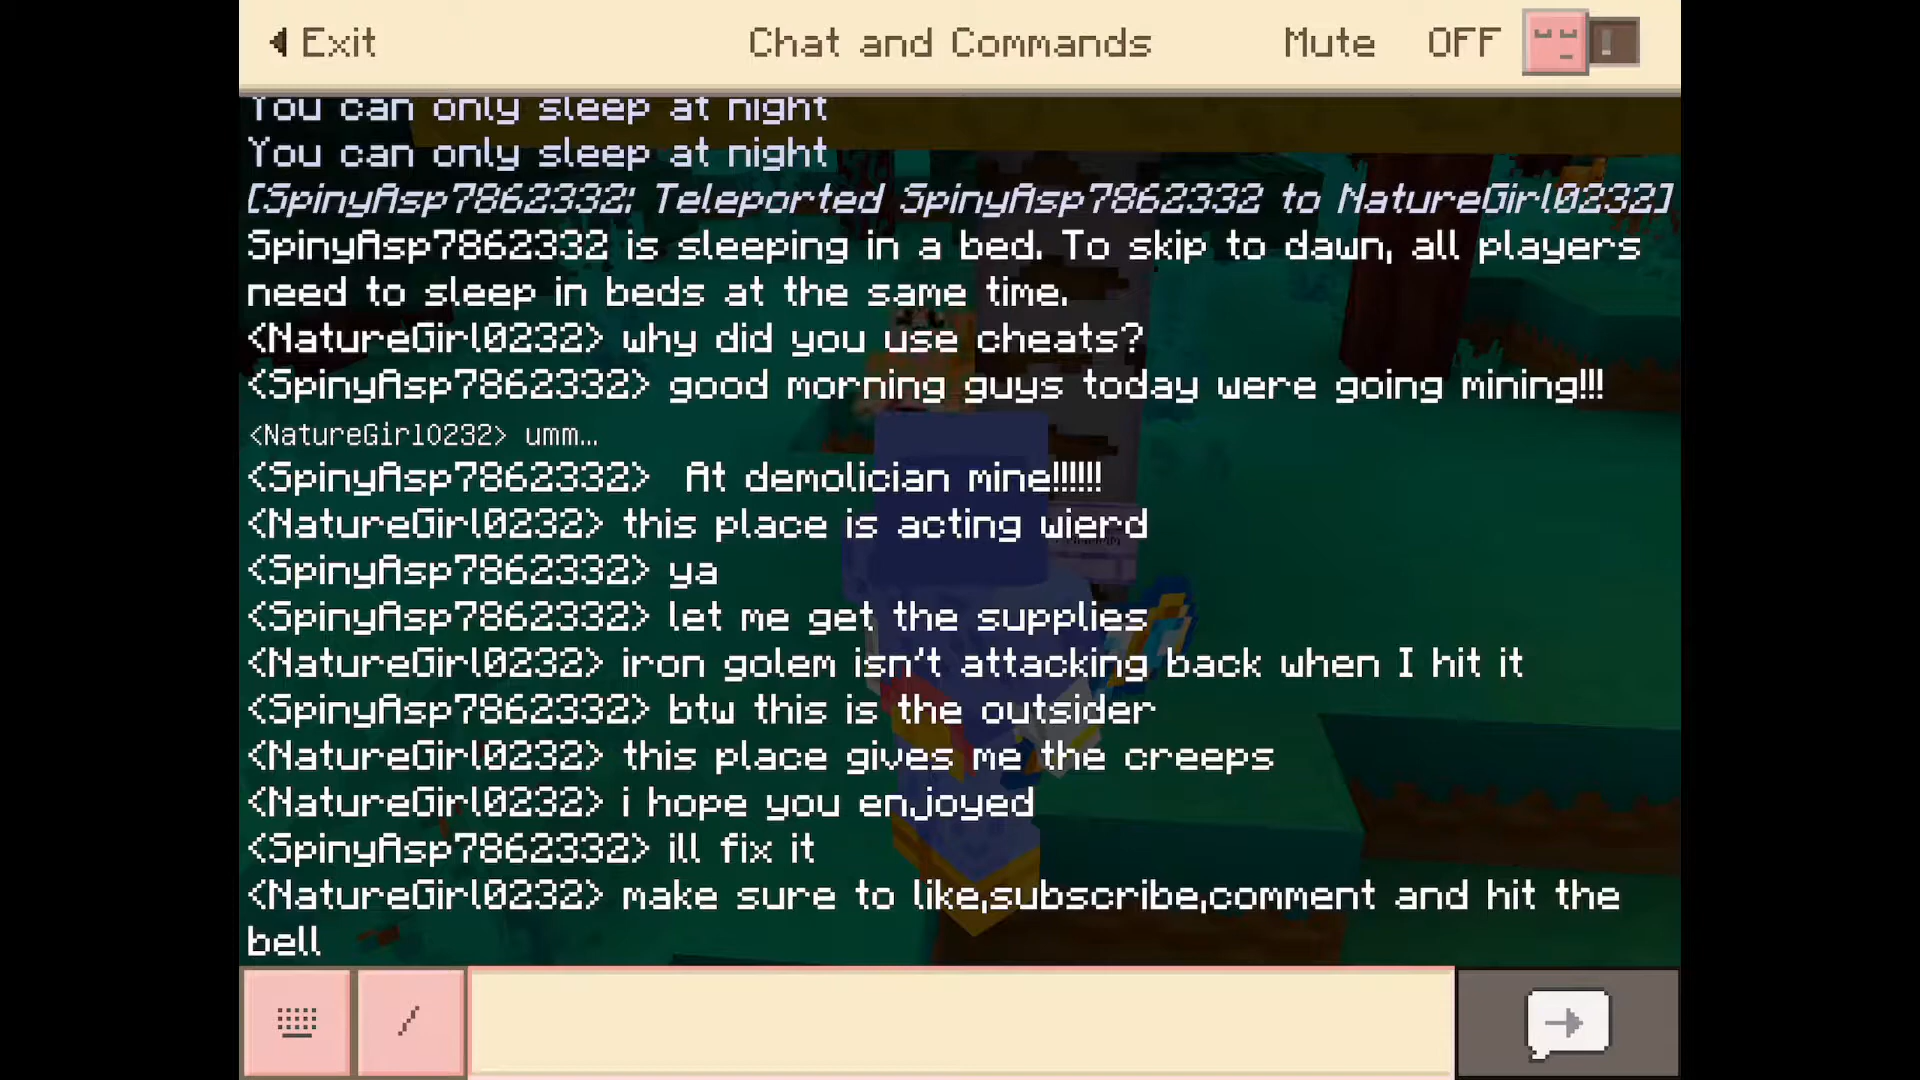 Exit
Chat and Commands
Mute OFF
You can only sleep at night
You can only sleep at night
[SpinyAsp7862332: Teleported SpinyAsp7862332 to NatureGirl0232]
SpinyAsp7862332 is sleeping in a bed. To skip to dawn, all players
need to sleep in beds at the same time.
<NatureGirl0232> why did you use cheats?
<SpinyAsp7862332> good morning guys today were going mining!!!
<NatureGirl0232> umm...
<SpinyAsp7862332> At demolician mine!!!!!!
<NatureGirl0232> this place is acting wierd
<SpinyAsp7862332> ya
<SpinyAsp7862332> let me get the supplies
<NatureGirl0232> iron golem isn't attacking back when I hit it
<SpinyAsp7862332> btw this is the outsider
<NatureGirl0232> this place gives me the creeps
<NatureGirl0232> i hope you enjoyed
<SpinyAsp7862332> ill fix it
<NatureGirl0232> make sure to like,subscribe,comment and hit the
bell
/